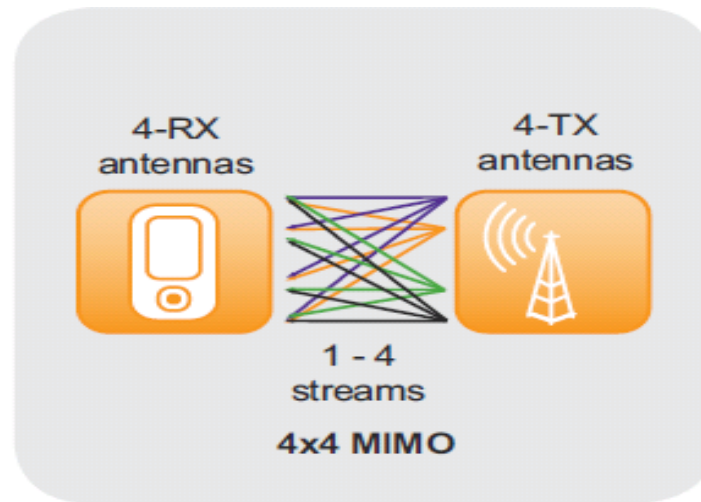 4-RX
antennas
4-TX
antennas
1 - 4
streams
4x4 MIMO